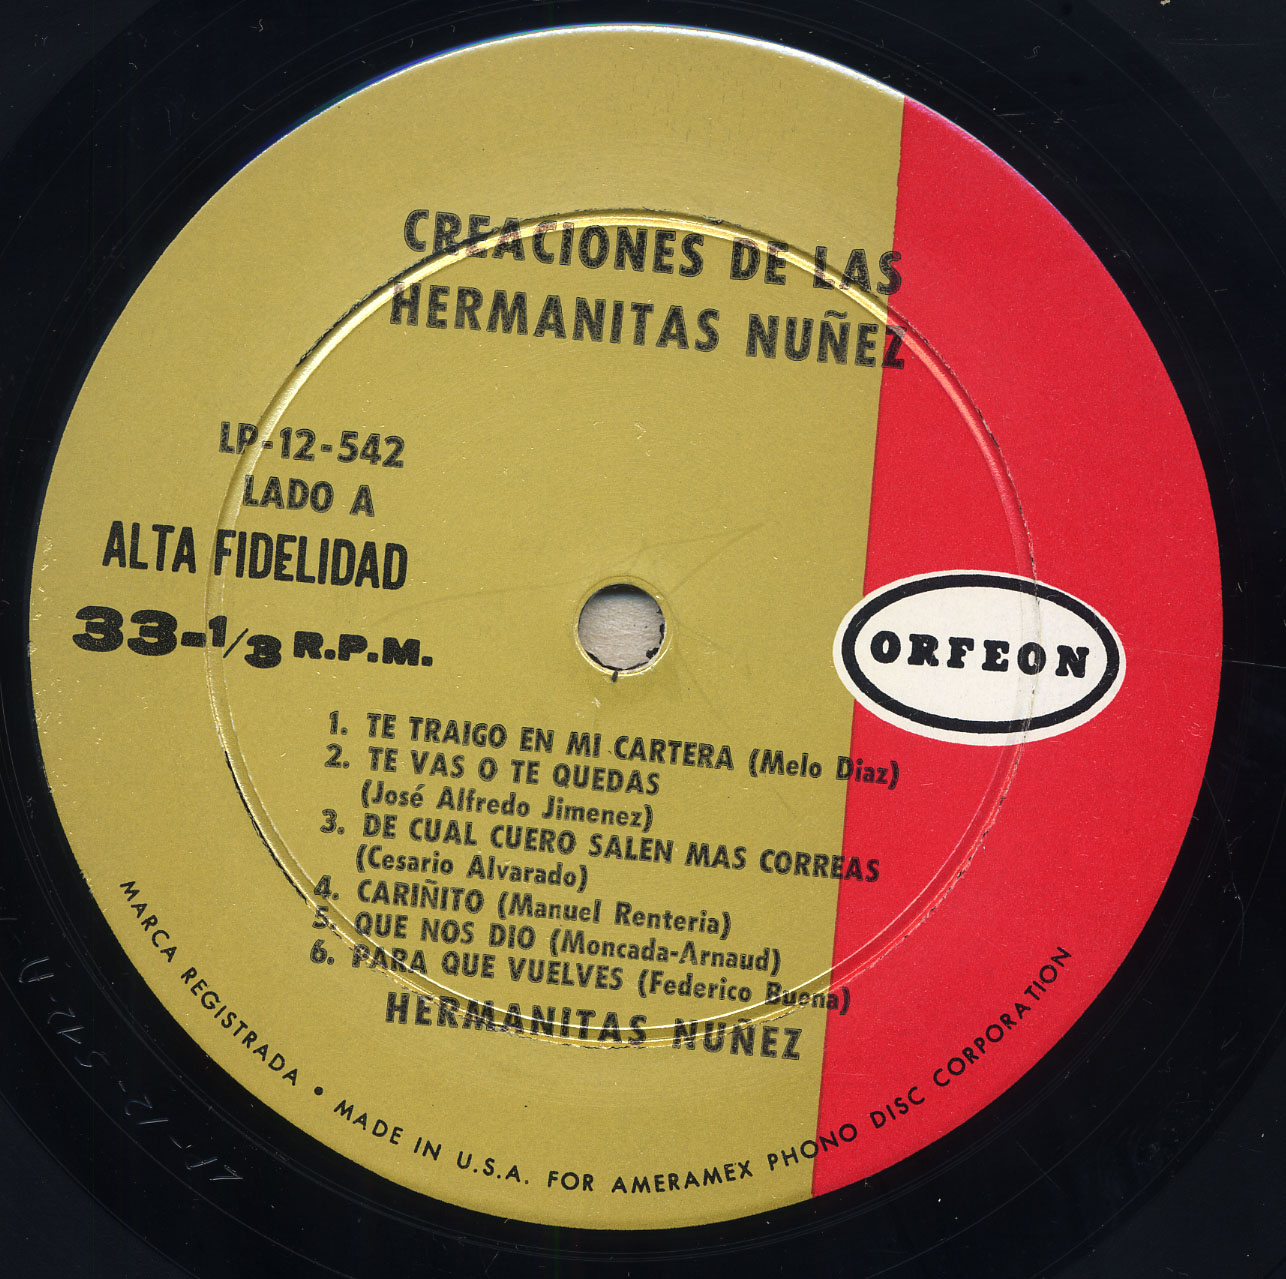 CREACIONES DE LAS
HERMANITAS NUÑEZ
LP-12-542
LADO A
ALTA FIDELIDAD
33-1/3 R.P.M.
ORFEON
1. TE TRAIGO EN MI CARTERA (Melo Diaz)
2. TE VAS O TE QUEDAS
(José Alfredo Jimenez)
3. DE CUAL CUERO SALEN MAS CORREAS
(Cesario Alvarado)
4. CARIÑITO (Manuel Renteria)
5. QUE NOS DIO (Moncada-Arnaud)
6. PARA QUE VUELVES (Federico Buena)
HERMANITAS NUÑEZ
MARCA REGISTRADA • MADE IN U.S.A. FOR AMERAMEX PHONO DISC CORPORATION
LP-12-542-A